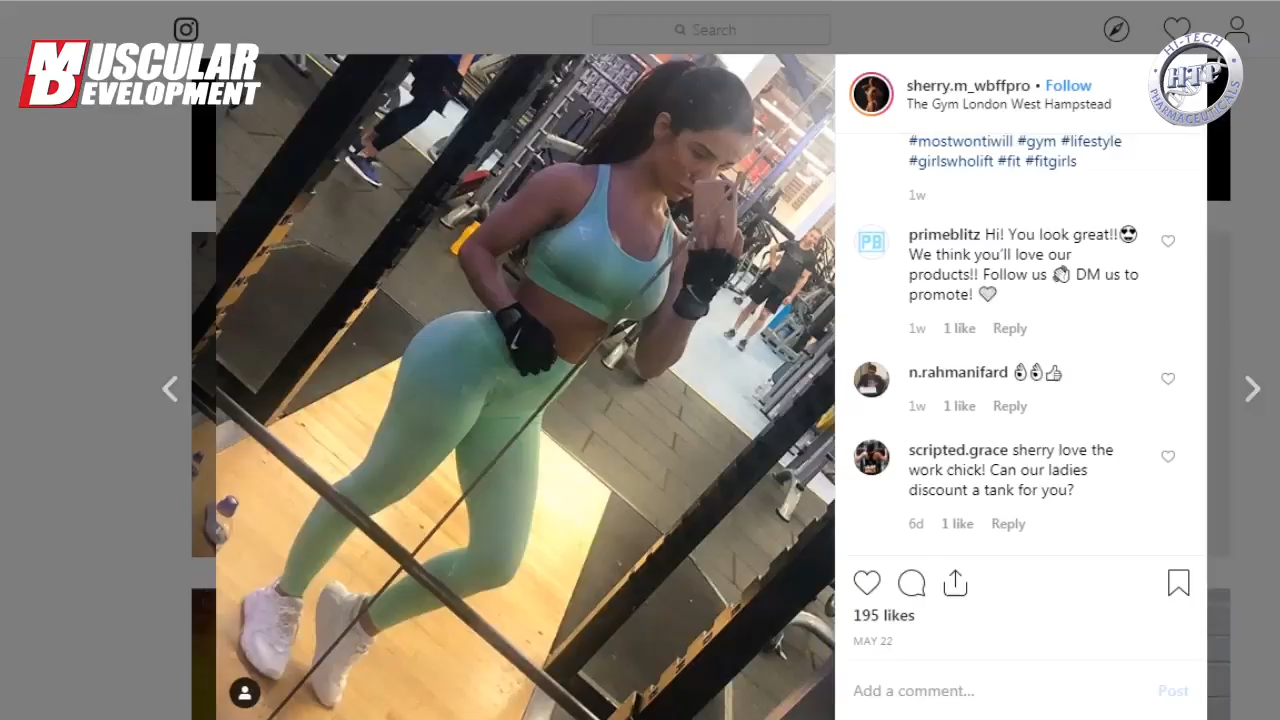 MUSCULAR
DEVELOPMENT
Search
HI-TECH
HTP
PHARMACEUTICALS
sherry.m_wbffpro • Follow
The Gym London West Hampstead
#mostwontiwill #gym #lifestyle
#girlswholift #fit #fitgirls
1w
PB
primeblitz Hi! You look great!!😍
We think you’ll love our
products!! Follow us 👏 DM us to
promote! 🤍
1w 1 like Reply
n.rahmanifard 👌👌👍
1w 1 like Reply
scripted.grace sherry love the
work chick! Can our ladies
discount a tank for you?
6d 1 like Reply
195 likes
MAY 22
Add a comment... Post